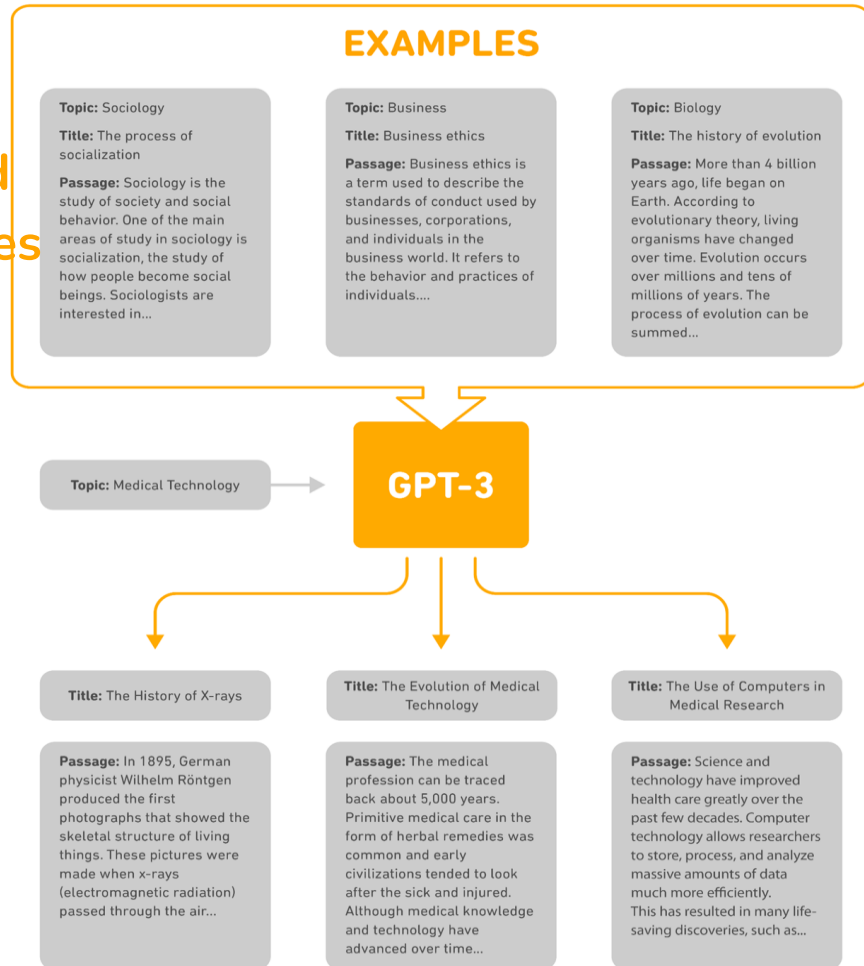 EXAMPLES
Topic: Sociology
Title: The process of
socialization
Passage: Sociology is the
study of society and social
behavior. One of the main
areas of study in sociology is
socialization, the study of
how people become social
beings. Sociologists are
interested in...
Topic: Business
Title: Business ethics
Passage: Business ethics is
a term used to describe the
standards of conduct used by
businesses, corporations,
and individuals in the
business world. It refers to
the behavior and practices of
individuals....
Topic: Biology
Title: The history of evolution
Passage: More than 4 billion
years ago, life began on
Earth. According to
evolutionary theory, living
organisms have changed
over time. Evolution occurs
over millions and tens of
millions of years. The
process of evolution can be
summed...
Topic: Medical Technology
GPT-3
Title: The History of X-rays
Passage: In 1895, German
physicist Wilhelm Röntgen
produced the first
photographs that showed the
skeletal structure of living
things. These pictures were
made when x-rays
(electromagnetic radiation)
passed through the air...
Title: The Evolution of Medical
Technology
Passage: The medical
profession can be traced
back about 5,000 years.
Primitive medical care in the
form of herbal remedies was
common and early
civilizations tended to look
after the sick and injured.
Although medical knowledge
and technology have
advanced over time...
Title: The Use of Computers in
Medical Research
Passage: Science and
technology have improved
health care greatly over the
past few decades. Computer
technology allows researchers
to store, process, and analyze
massive amounts of data
much more efficiently.
This has resulted in many life-
saving discoveries, such as...